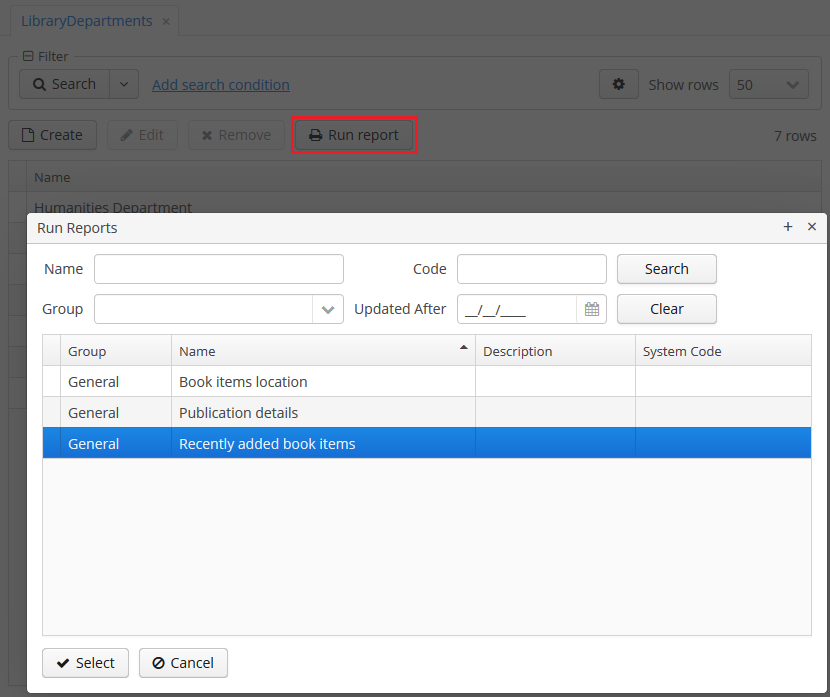 LibraryDepartments ×
Filter
Search Add search condition Show rows 50
Create Edit Remove Run report 7 rows
Name
Humanities Department
Run Reports + ×
Name Code Search
Group Updated After __/__/____ Clear
Group Name Description System Code
General Book items location
General Publication details
General Recently added book items
Select Cancel